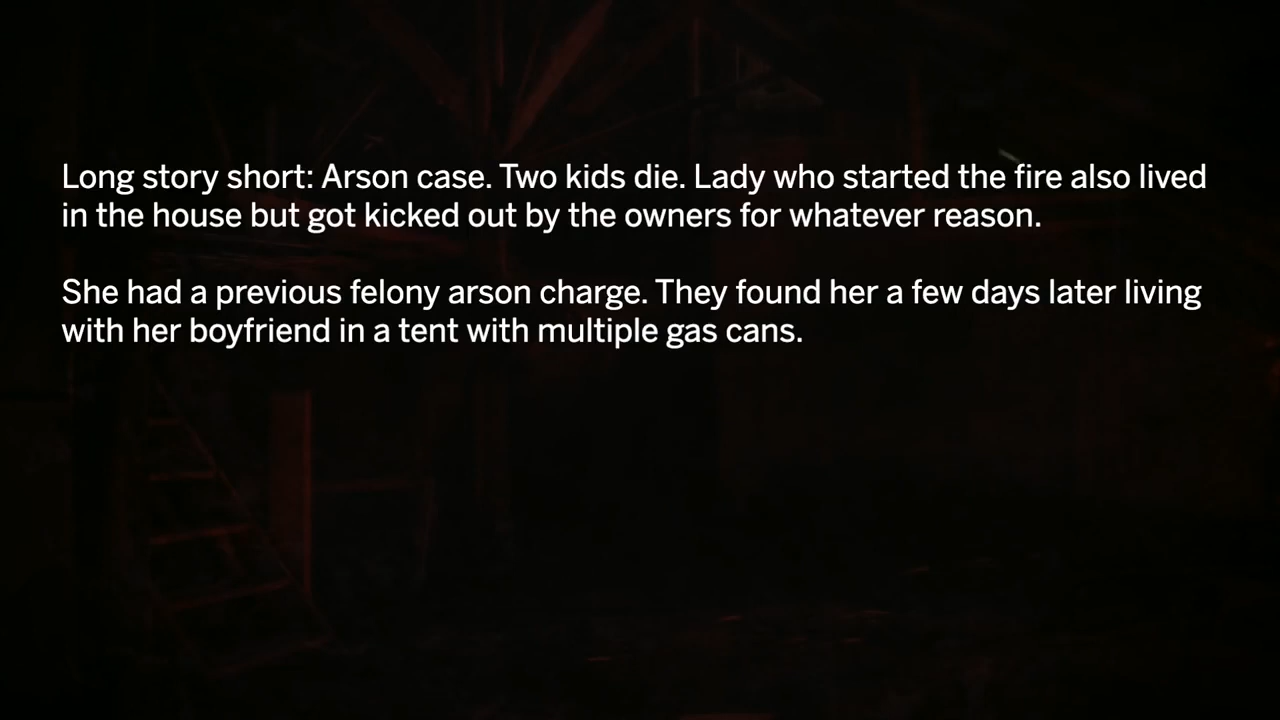 Long story short: Arson case. Two kids die. Lady who started the fire also lived
in the house but got kicked out by the owners for whatever reason.
She had a previous felony arson charge. They found her a few days later living
with her boyfriend in a tent with multiple gas cans.